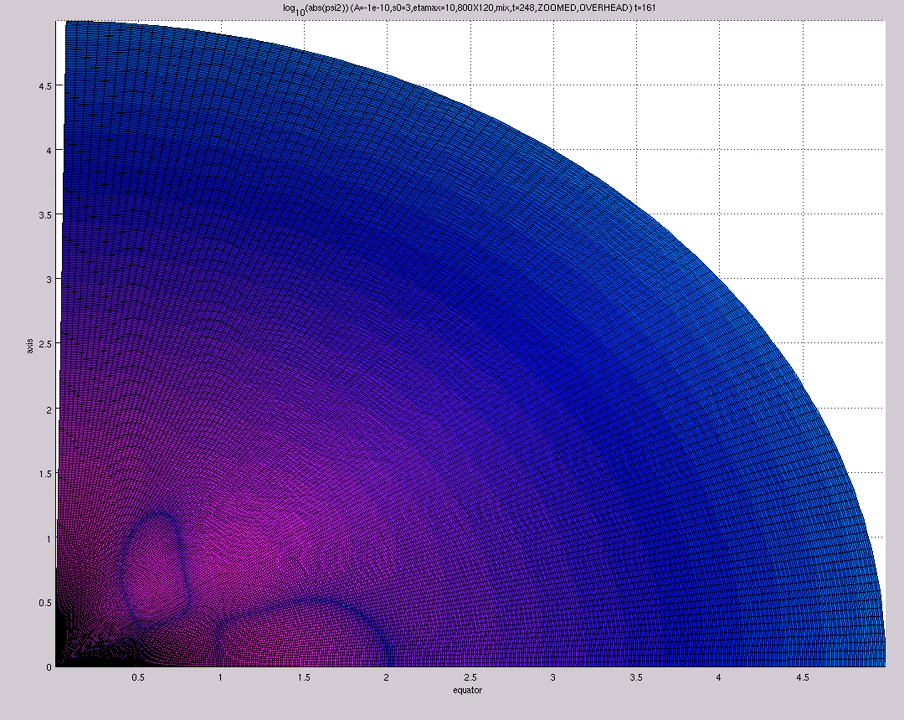 log10(abs(psi2)) (A=-1e-10,s0=3,etamax=10,800X120,mix,t=248,ZOOMED,OVERHEAD) t=161
4.5
4
3.5
3
2.5
axis
2
1.5
1
0.5
0
0.5 1 1.5 2 2.5 3 3.5 4 4.5
equator